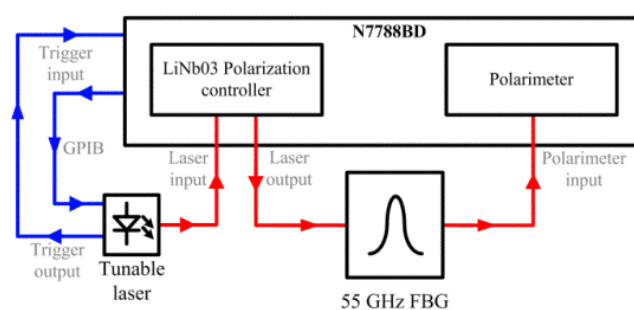 N7788BD
Trigger
input
LiNb03 Polarization
controller
Polarimeter
GPIB
Laser
input
Laser
output
Polarimeter
input
Trigger
output
Tunable
laser
55 GHz FBG